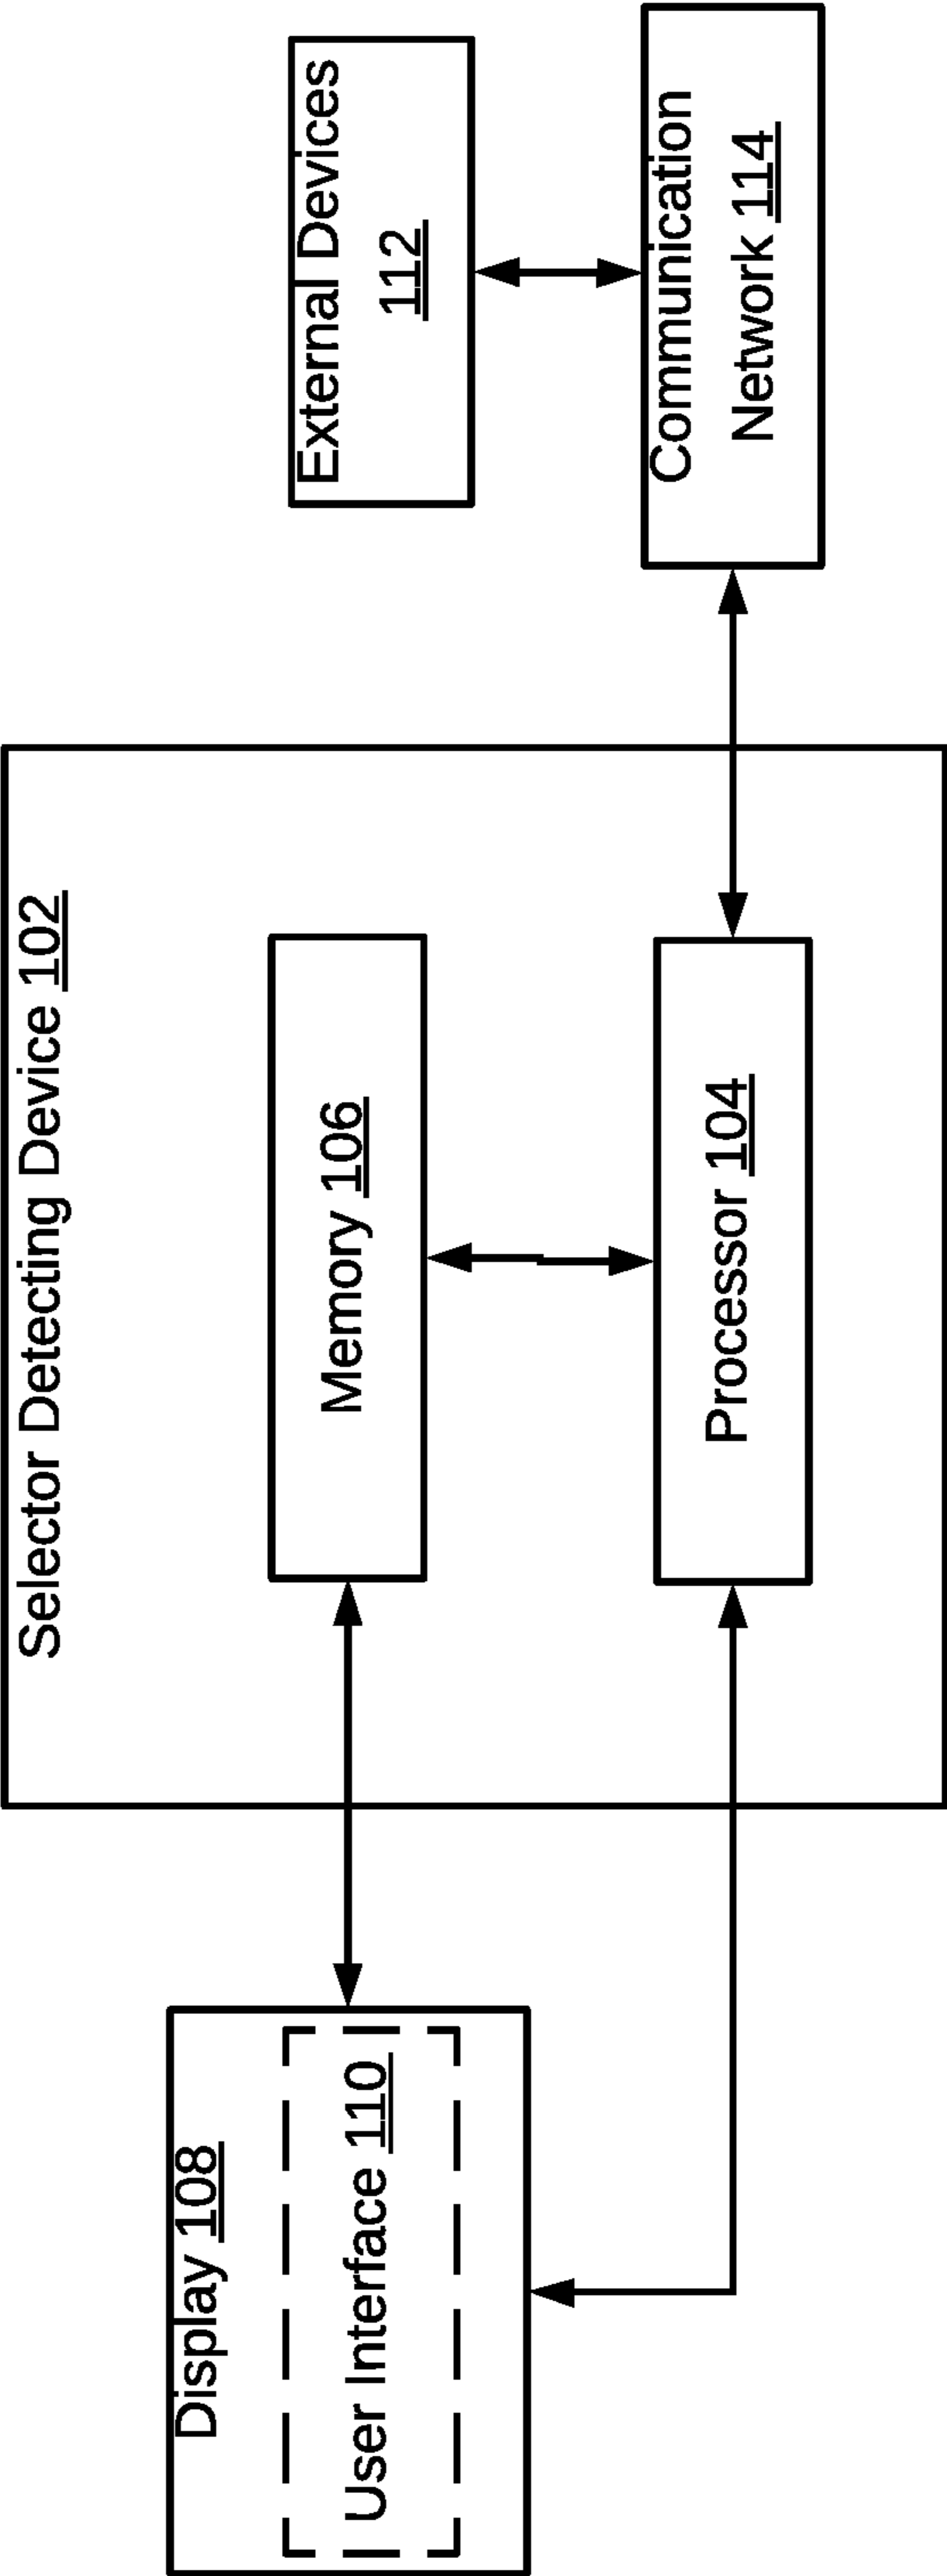 Selector Detecting Device 102
Display 108
User Interface 110
Memory 106
Processor 104
External Devices
112
Communication
Network 114